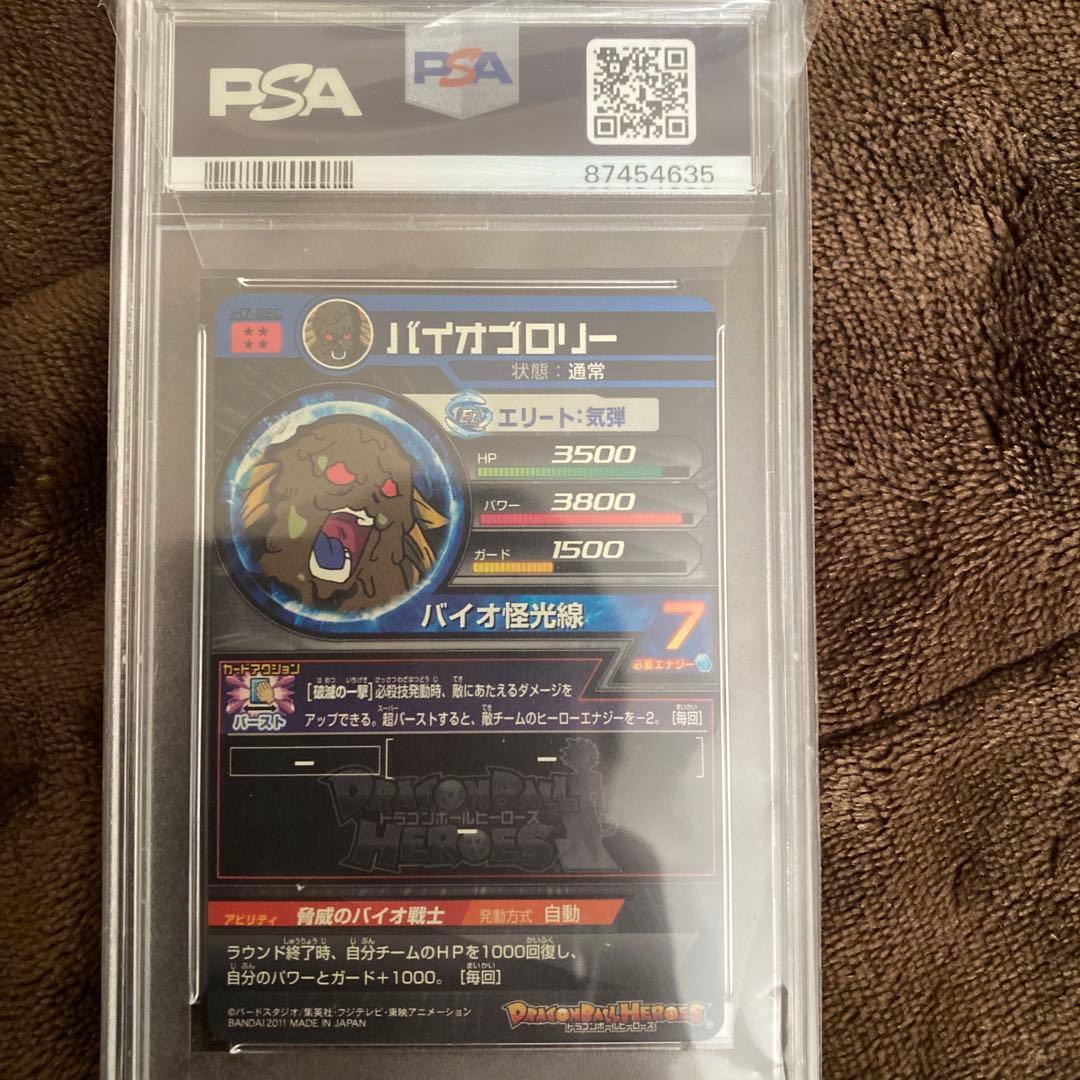 PSA
PSA
87454635
H7-SEC
バイオブロリー
状態：通常
EL エリート：気弾
HP 3500
パワー 3800
ガード 1500
バイオ怪光線
7
必要エナジー
カードアクション
バースト
[破滅の一撃]必殺技発動時、敵にあたえるダメージを
アップできる。超バーストすると、敵チームのヒーローエナジーを-2。 [毎回]
ー
ー
DRAGONBALL
ドラゴンボールヒーローズ
HEROES
ー
アビリティ 脅威のバイオ戦士 発動方式 自動
ラウンド終了時、自分チームのHPを1000回復し、
自分のパワーとガード+1000。 [毎回]
©バードスタジオ/集英社・フジテレビ・東映アニメーション
BANDAI 2011 MADE IN JAPAN
DRAGONBALL HEROES®
ドラゴンボールヒーローズ